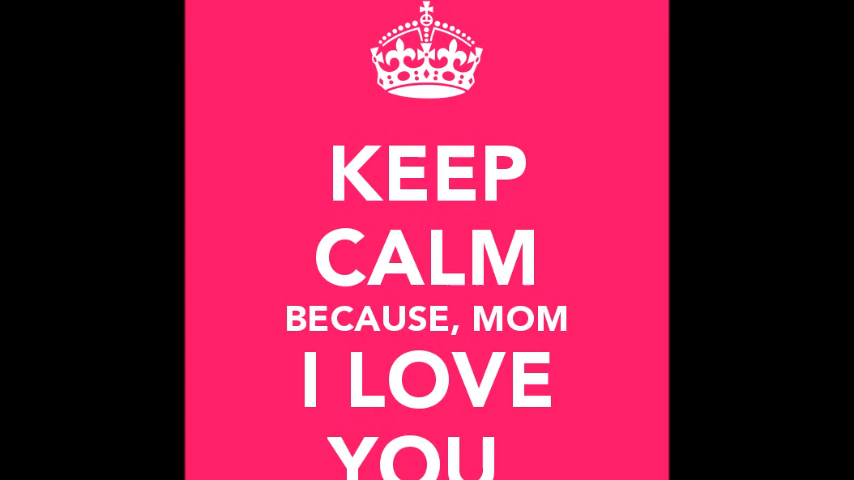 KEEP
CALM
BECAUSE, MOM
I LOVE
YOU